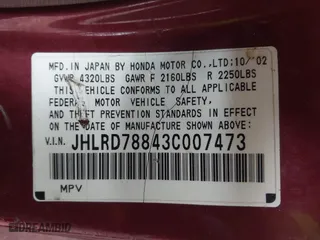 MFD. IN JAPAN BY HONDA MOTOR CO.,LTD:10/'02
GVWR 4320LBS GAWR F 2160LBS R 2250LBS
THIS VEHICLE CONFORMS TO ALL APPLICABLE
FEDERAL MOTOR VEHICLE SAFETY,
AND THEFT PREVENTION STANDARDS IN EFFECT
ON THE DATE OF MANUFACTURE SHOWN ABOVE.
V.I.N. JHLRD78843C007473
MPV
DREAMBID